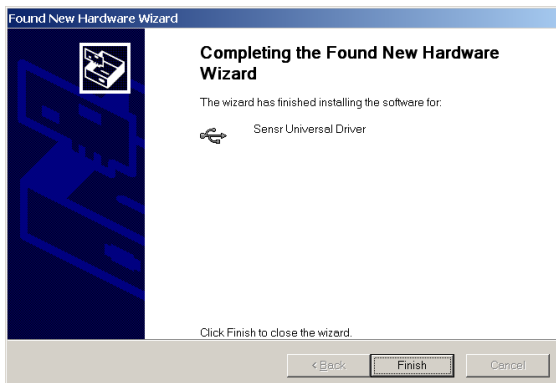 Found New Hardware Wizard
Completing the Found New Hardware
Wizard
The wizard has finished installing the software for:
Sensr Universal Driver
Click Finish to close the wizard.
< Back
Finish
Cancel